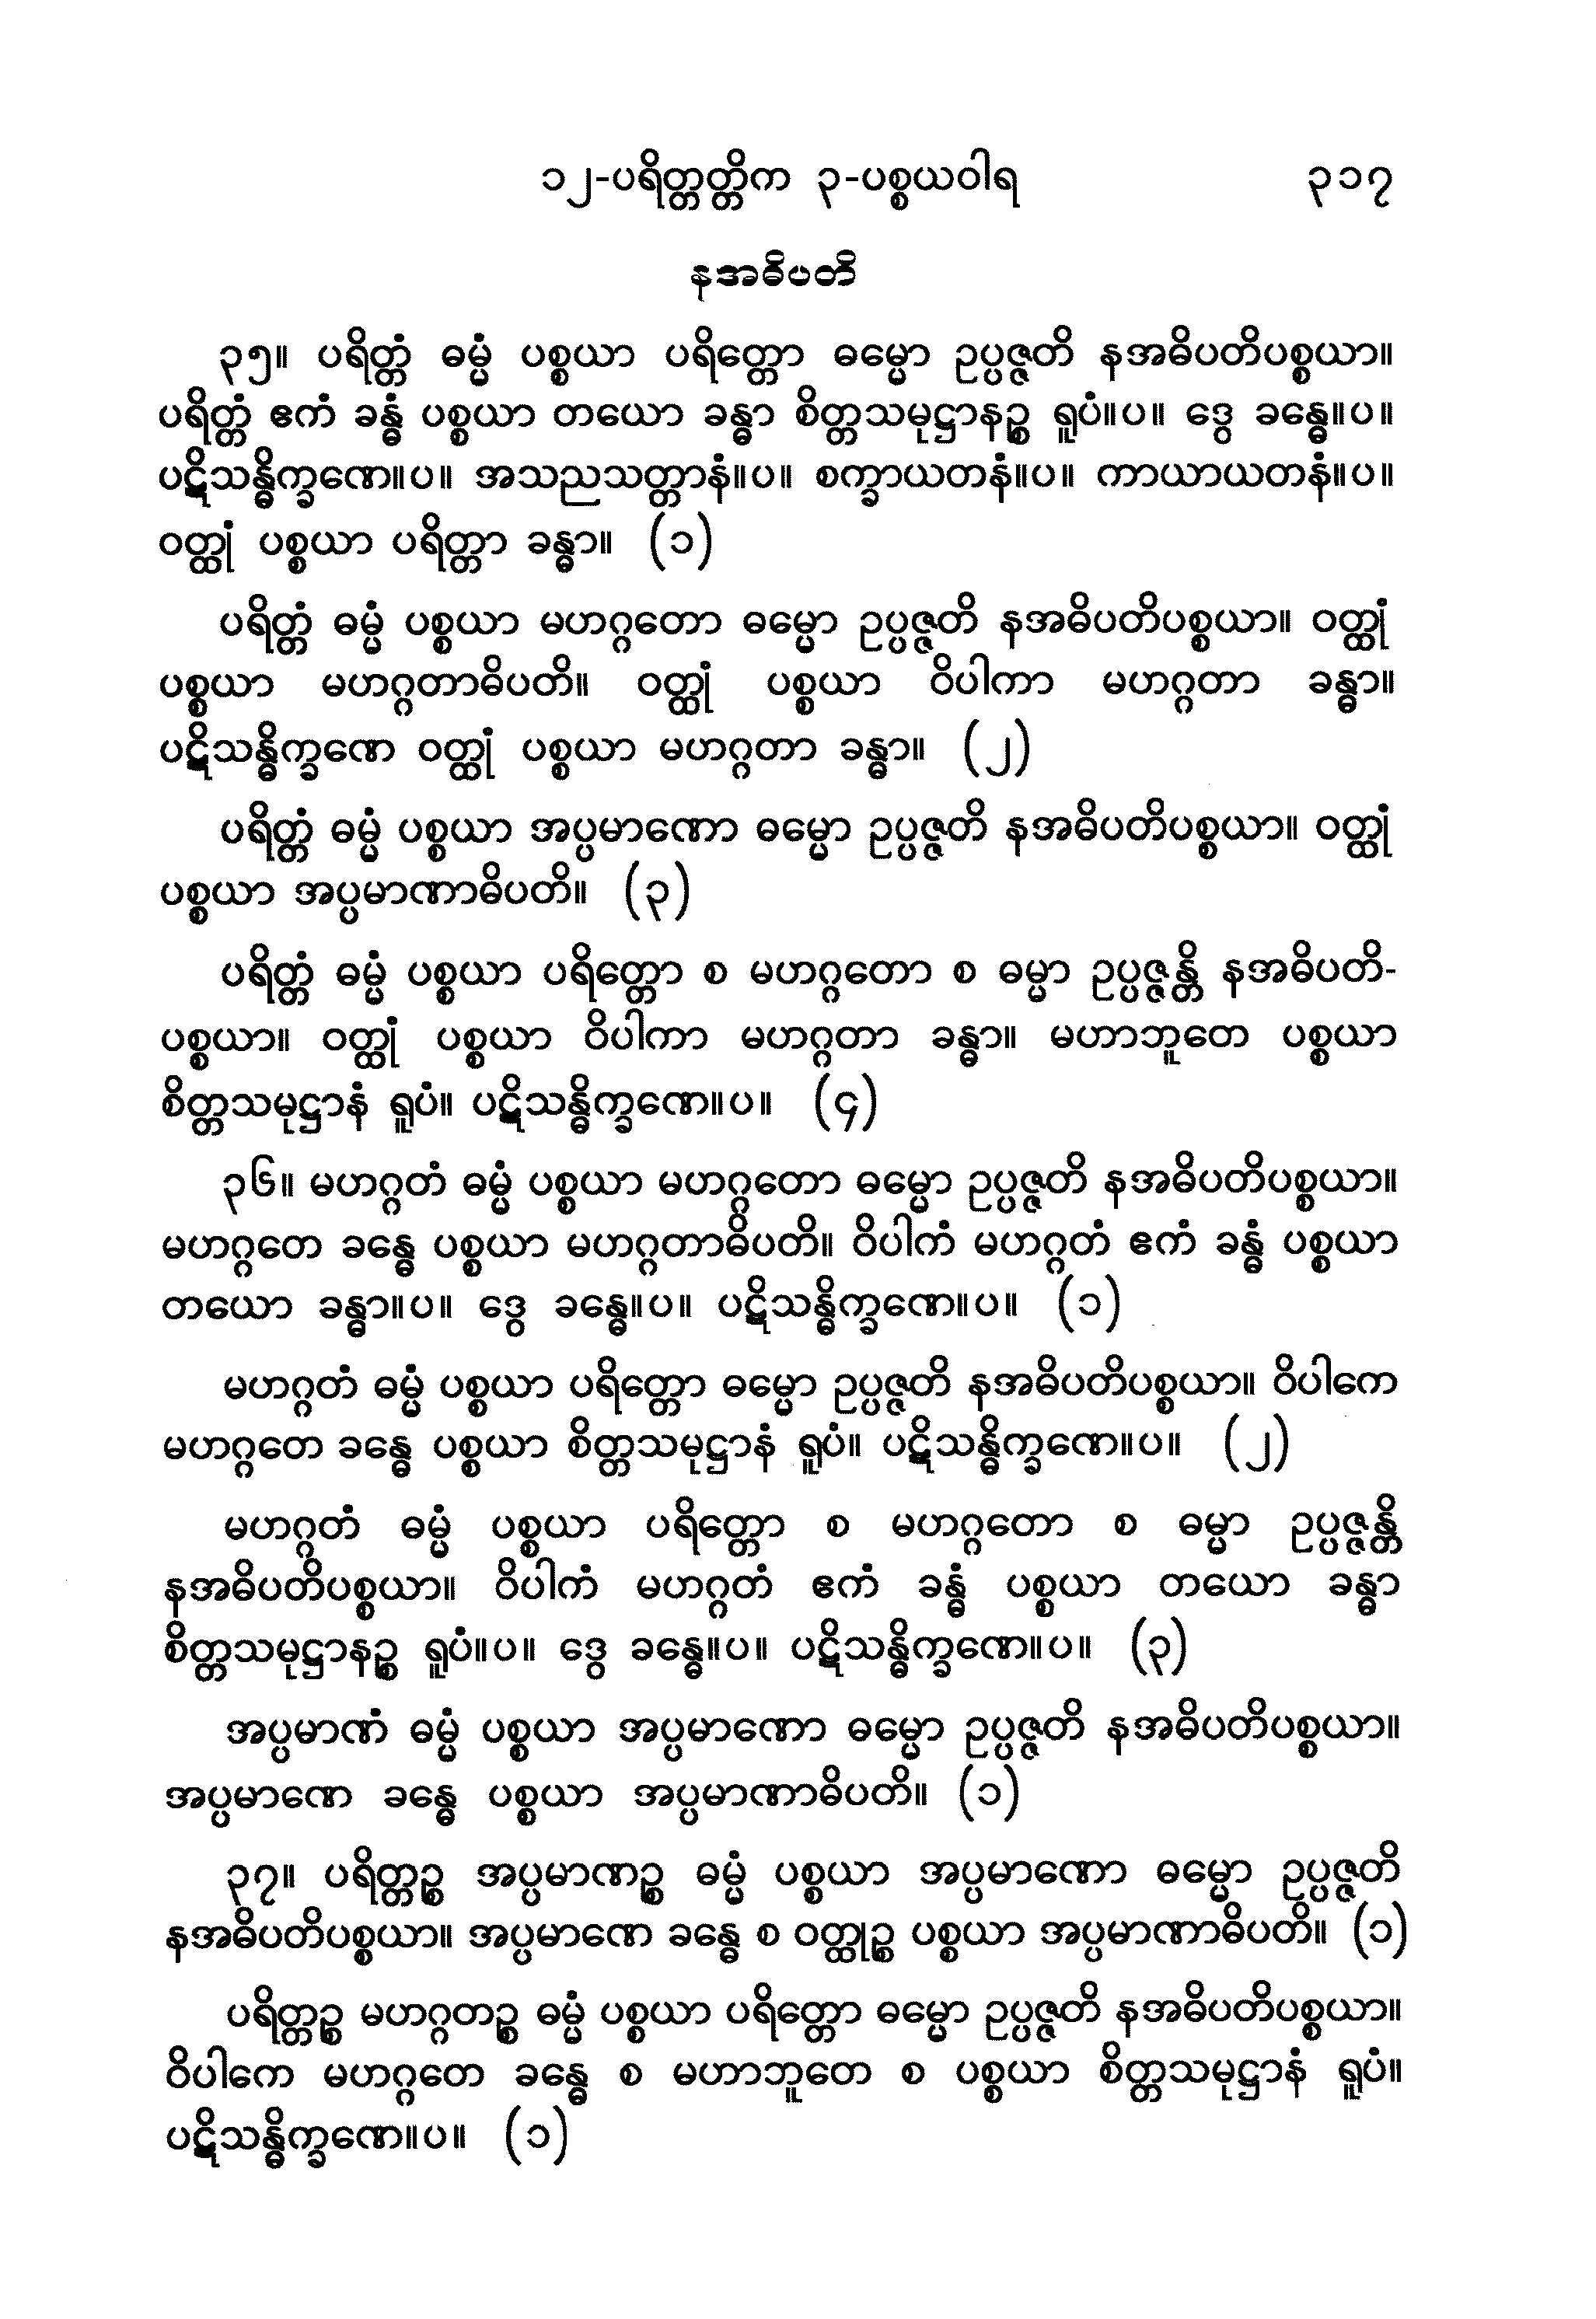 ၁၂-ပရိတ္တတ္တိက ၃-ပစ္စယဝါရ ၃၁၇
နအဓိပတိ
၃၅။ ပရိတ္တံ ဓမ္မံ ပစ္စယာ ပရိတ္တော ဓမ္မော ဥပ္ပဇ္ဇတိ နအဓိပတိပစ္စယာ။
ပရိတ္တံ ဧကံ ခန္ဓံ ပစ္စယာ တယော ခန္ဓာ စိတ္တသမုဋ္ဌာနဉ္စ ရူပံ။ပ။ ဒွေ ခန္ဓေ။ပ။
ပဋိသန္ဓိက္ခဏေ။ပ။ အသညသတ္တာနံ။ပ။ စက္ခာယတနံ။ပ။ ကာယာယတနံ။ပ။
ဝတ္ထုံ ပစ္စယာ ပရိတ္တာ ခန္ဓာ။ (၁)
ပရိတ္တံ ဓမ္မံ ပစ္စယာ မဟဂ္ဂတော ဓမ္မော ဥပ္ပဇ္ဇတိ နအဓိပတိပစ္စယာ။ ဝတ္ထုံ
ပစ္စယာ မဟဂ္ဂတာဓိပတိ။ ဝတ္ထုံ ပစ္စယာ ဝိပါကာ မဟဂ္ဂတာ ခန္ဓာ။
ပဋိသန္ဓိက္ခဏေ ဝတ္ထုံ ပစ္စယာ မဟဂ္ဂတာ ခန္ဓာ။ (၂)
ပရိတ္တံ ဓမ္မံ ပစ္စယာ အပ္ပမာဏော ဓမ္မော ဥပ္ပဇ္ဇတိ နအဓိပတိပစ္စယာ။ ဝတ္ထုံ
ပစ္စယာ အပ္ပမာဏာဓိပတိ။ (၃)
ပရိတ္တံ ဓမ္မံ ပစ္စယာ ပရိတ္တော စ မဟဂ္ဂတော စ ဓမ္မာ ဥပ္ပဇ္ဇန္တိ နအဓိပတိ-
ပစ္စယာ။ ဝတ္ထုံ ပစ္စယာ ဝိပါကာ မဟဂ္ဂတာ ခန္ဓာ။ မဟာဘူတေ ပစ္စယာ
စိတ္တသမုဋ္ဌာနံ ရူပံ။ ပဋိသန္ဓိက္ခဏေ။ပ။ (၄)
၃၆။ မဟဂ္ဂတံ ဓမ္မံ ပစ္စယာ မဟဂ္ဂတော ဓမ္မော ဥပ္ပဇ္ဇတိ နအဓိပတိပစ္စယာ။
မဟဂ္ဂတေ ခန္ဓေ ပစ္စယာ မဟဂ္ဂတာဓိပတိ။ ဝိပါကံ မဟဂ္ဂတံ ဧကံ ခန္ဓံ ပစ္စယာ
တယော ခန္ဓာ။ပ။ ဒွေ ခန္ဓေ။ပ။ ပဋိသန္ဓိက္ခဏေ။ပ။ (၁)
မဟဂ္ဂတံ ဓမ္မံ ပစ္စယာ ပရိတ္တော ဓမ္မော ဥပ္ပဇ္ဇတိ နအဓိပတိပစ္စယာ။ ဝိပါကေ
မဟဂ္ဂတေ ခန္ဓေ ပစ္စယာ စိတ္တသမုဋ္ဌာနံ ရူပံ။ ပဋိသန္ဓိက္ခဏေ။ပ။ (၂)
မဟဂ္ဂတံ ဓမ္မံ ပစ္စယာ ပရိတ္တော စ မဟဂ္ဂတော စ ဓမ္မာ ဥပ္ပဇ္ဇန္တိ
နအဓိပတိပစ္စယာ။ ဝိပါကံ မဟဂ္ဂတံ ဧကံ ခန္ဓံ ပစ္စယာ တယော ခန္ဓာ
စိတ္တသမုဋ္ဌာနဉ္စ ရူပံ။ပ။ ဒွေ ခန္ဓေ။ပ။ ပဋိသန္ဓိက္ခဏေ။ပ။ (၃)
အပ္ပမာဏံ ဓမ္မံ ပစ္စယာ အပ္ပမာဏော ဓမ္မော ဥပ္ပဇ္ဇတိ နအဓိပတိပစ္စယာ။
အပ္ပမာဏေ ခန္ဓေ ပစ္စယာ အပ္ပမာဏာဓိပတိ။ (၁)
၃၇။ ပရိတ္တဉ္စ အပ္ပမာဏဉ္စ ဓမ္မံ ပစ္စယာ အပ္ပမာဏော ဓမ္မော ဥပ္ပဇ္ဇတိ
နအဓိပတိပစ္စယာ။ အပ္ပမာဏေ ခန္ဓေ စ ဝတ္ထုဉ္စ ပစ္စယာ အပ္ပမာဏာဓိပတိ။ (၁)
ပရိတ္တဉ္စ မဟဂ္ဂတဉ္စ ဓမ္မံ ပစ္စယာ ပရိတ္တော ဓမ္မော ဥပ္ပဇ္ဇတိ နအဓိပတိပစ္စယာ။
ဝိပါကေ မဟဂ္ဂတေ ခန္ဓေ စ မဟာဘူတေ စ ပစ္စယာ စိတ္တသမုဋ္ဌာနံ ရူပံ။
ပဋိသန္ဓိက္ခဏေ။ပ။ (၁)